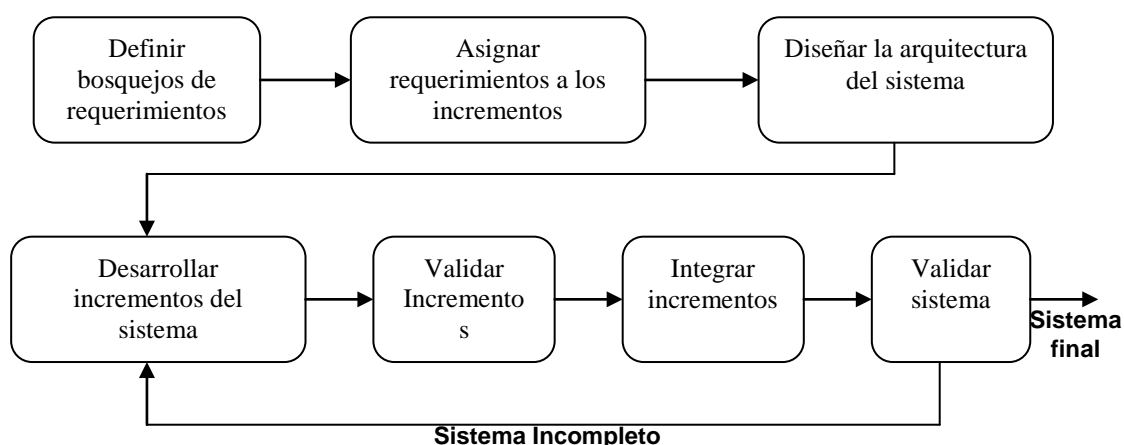 Definir
bosquejos de
requerimientos
Asignar
requerimientos a los
incrementos
Diseñar la arquitectura
del sistema
Desarrollar
incrementos del
sistema
Validar
Incremento
s
Integrar
incrementos
Validar
sistema
Sistema
final
Sistema Incompleto